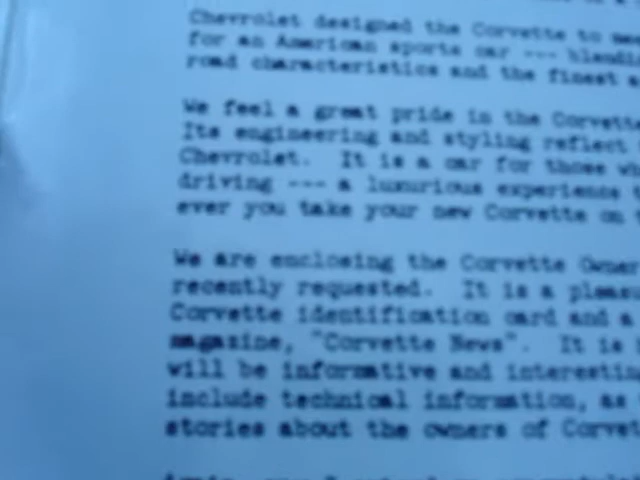 Chevrolet designed the Corvette to
for an American sports car ---
road characteristics and the finest
We feel a great pride in the Corvette
Its engineering and styling reflect
Chevrolet. It is a car for those
driving --- a luxurious experience
ever you take your new Corvette on
We are enclosing the Corvette Owner
recently requested. It is a
Corvette identification card and a
magazine, "Corvette News". It is
will be informative and interesting
include technical information, as
stories about the owners of